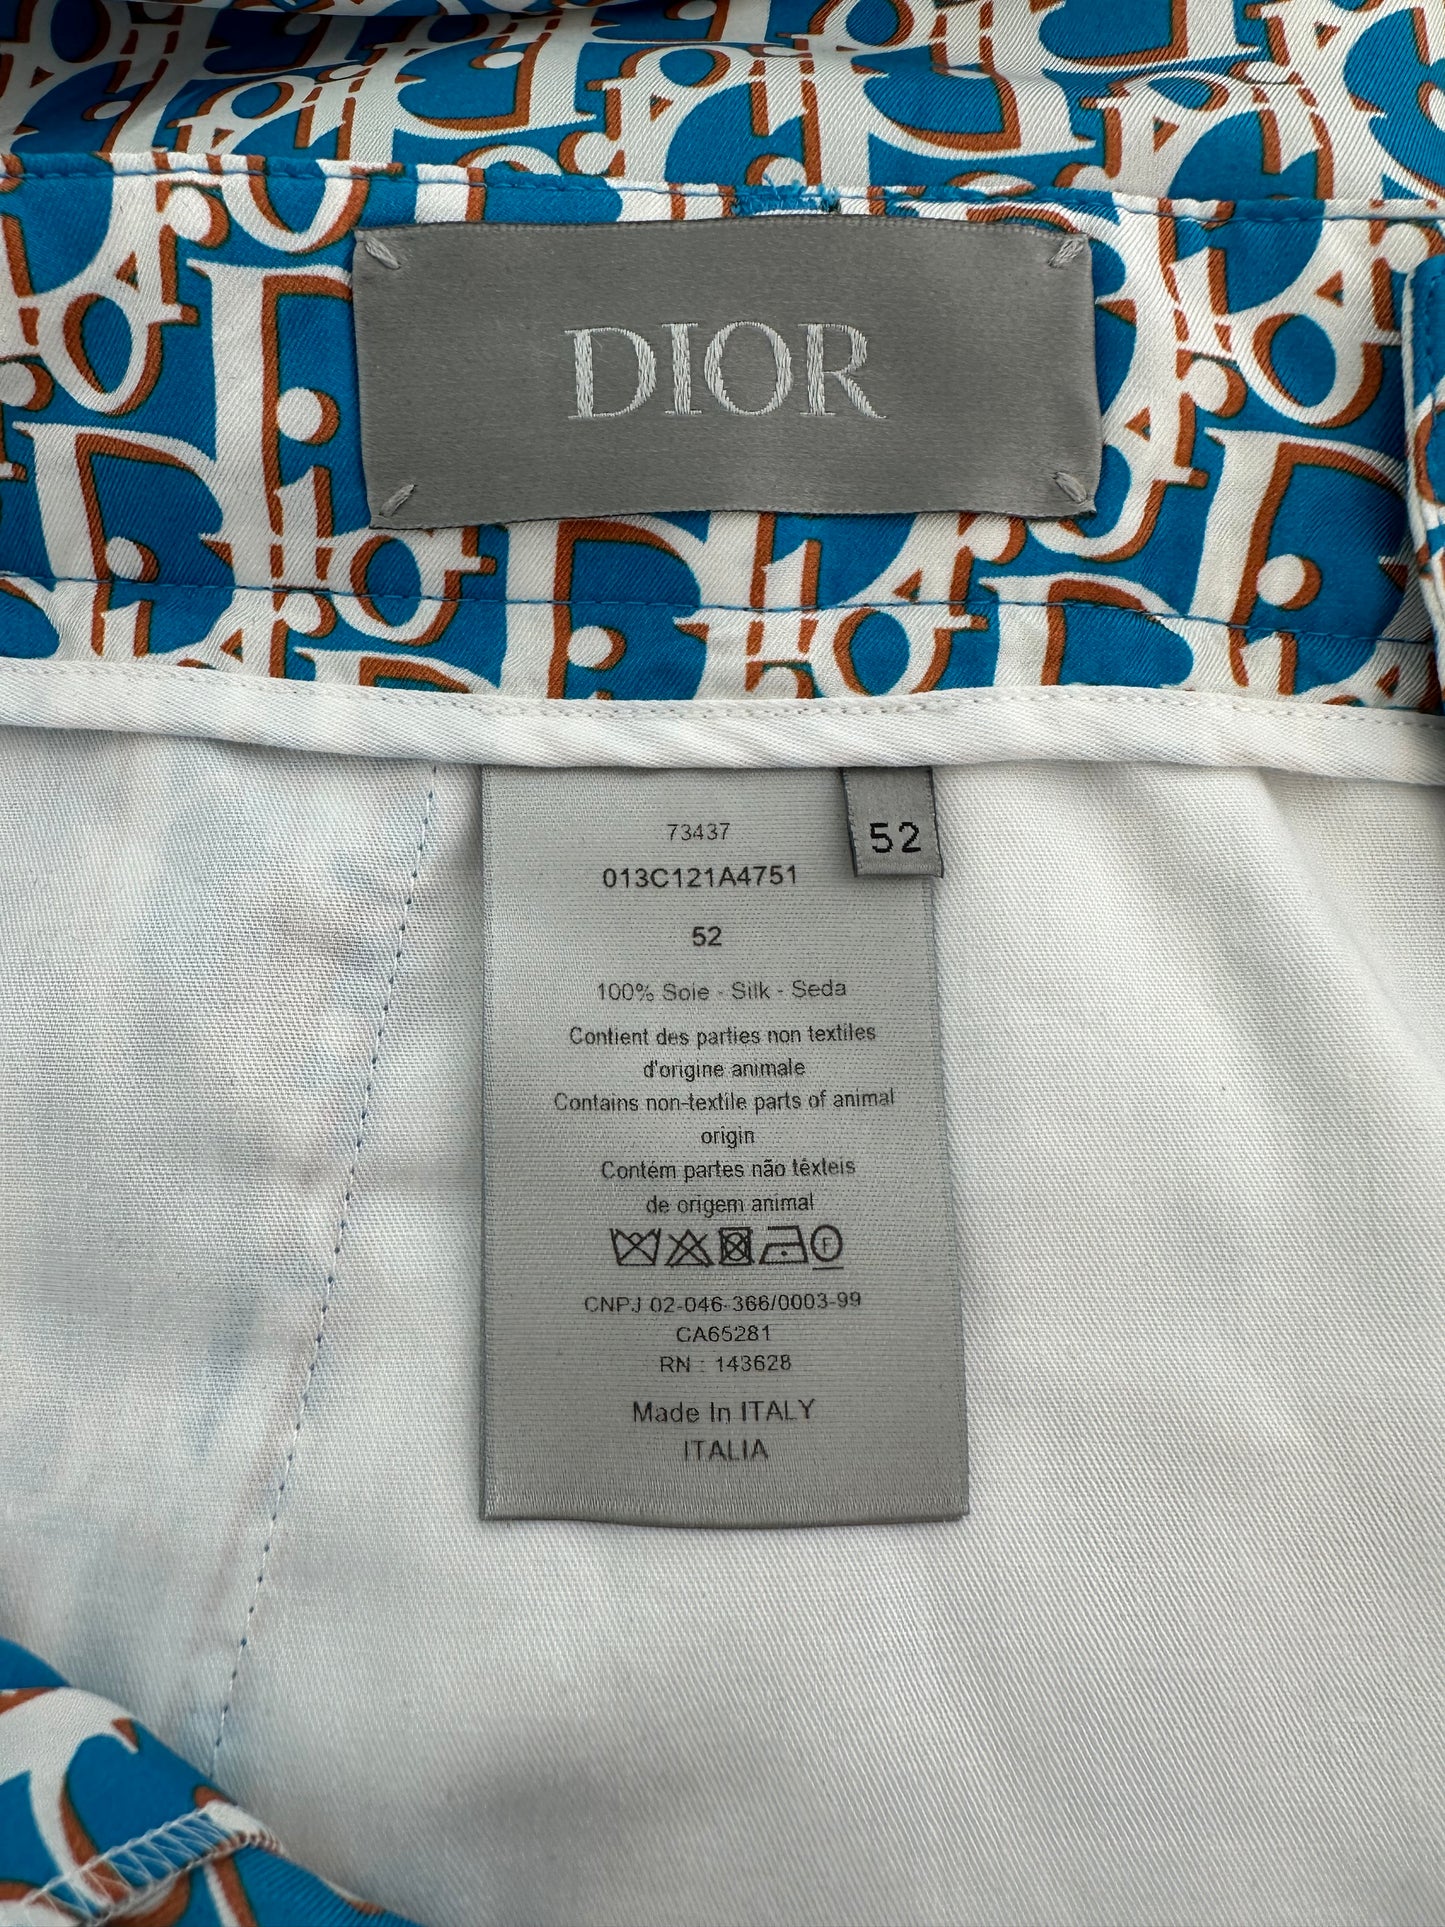 DIOR
73437
52
013C121A4751
52
100% Soie - Silk - Seda
Contient des parties non textiles
d'origine animale
Contains non-textile parts of animal
origin
Contém partes não têxteis
de origem animal
F
CNPJ 02-046-366/0003-99
CA65281
RN : 143628
Made In ITALY
ITALIA